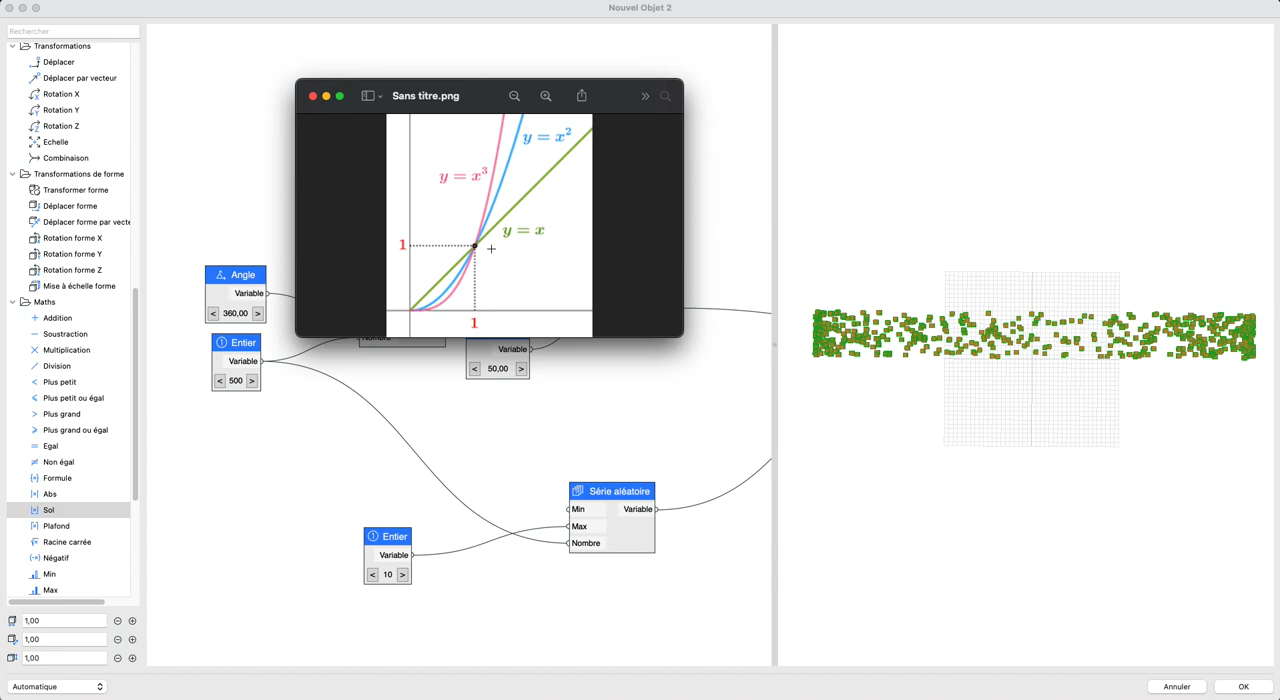 Nouvel Objet 2
Rechercher
Transformations
Déplacer
Déplacer par vecteur
Rotation X
Rotation Y
Rotation Z
Echelle
Combinaison
Transformations de forme
Transformer forme
Déplacer forme
Déplacer forme par vecte
Rotation forme X
Rotation forme Y
Rotation forme Z
Mise à échelle forme
Maths
Addition
Soustraction
Multiplication
Division
Plus petit
Plus petit ou égal
Plus grand
Plus grand ou égal
Egal
Non égal
Formule
Abs
Sol
Plafond
Racine carrée
Négatif
Min
Max
1,00
1,00
1,00
Automatique
Sans titre.png
y = x²
y = x³
y = x
1
1
Angle
Variable
< 360,00 >
Entier
Variable
< 500 >
Nombre
Variable
< 50,00 >
Série aléatoire
Min Variable
Max
Nombre
Entier
Variable
< 10 >
Annuler
OK